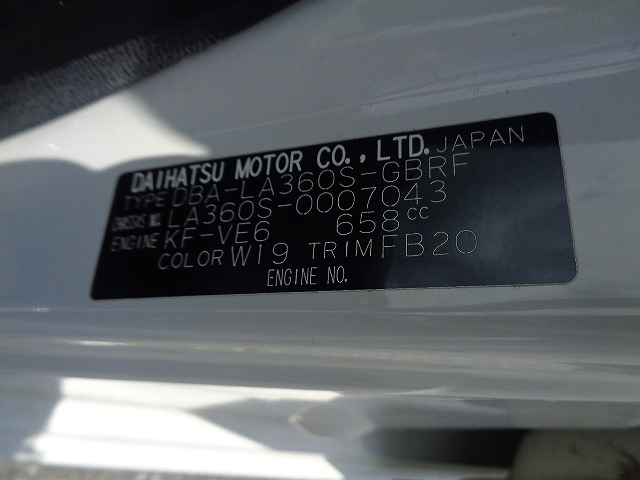 DAIHATSU MOTOR CO., LTD. JAPAN
TYPE DBA-LA360S-GBRF
CHASSIS NO. LA360S-0007043
ENGINE KF-VE6 658cc
COLOR W19 TRIM FB20
ENGINE NO.